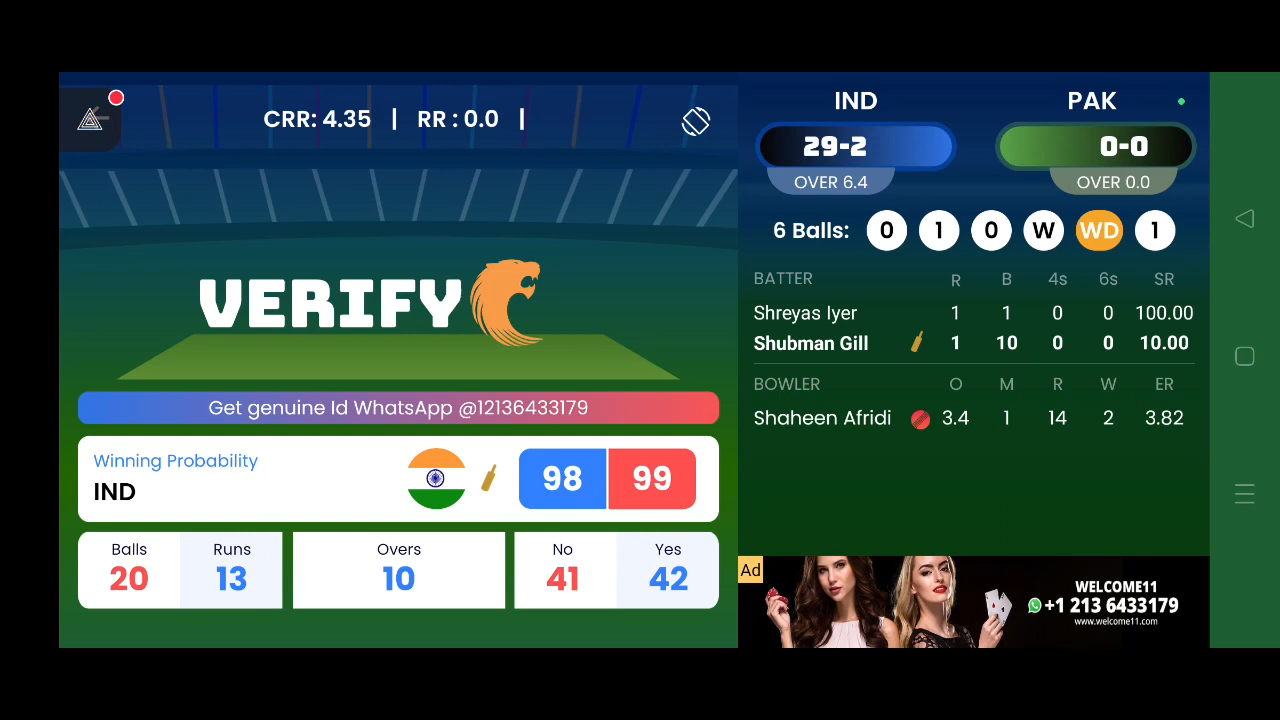 CRR: 4.35 | RR : 0.0 |
VERIFY
Get genuine Id WhatsApp @12136433179
Winning Probability
IND
98 99
Balls Runs Overs No Yes
20 13 10 41 42
IND PAK
29-2 0-0
OVER 6.4 OVER 0.0
6 Balls: 0 1 0 W WD 1
BATTER R B 4s 6s SR
Shreyas Iyer 1 1 0 0 100.00
Shubman Gill 1 10 0 0 10.00
BOWLER O M R W ER
Shaheen Afridi 3.4 1 14 2 3.82
Ad
WELCOME11
+1 213 6433179
www.welcome11.com